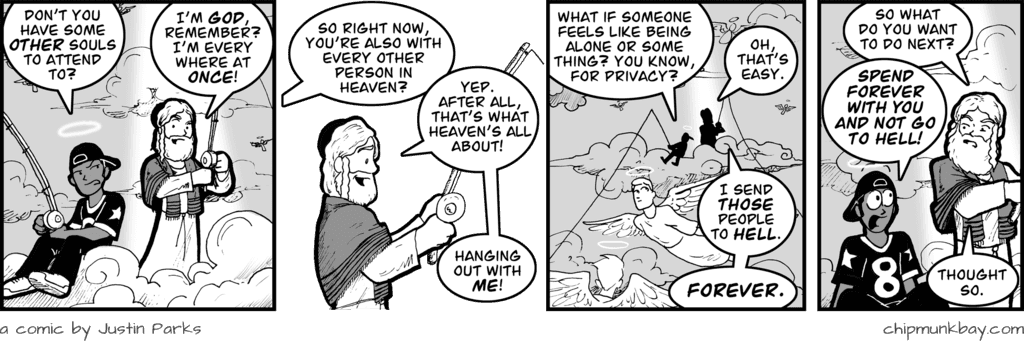 DON'T YOU
HAVE SOME
OTHER SOULS
TO ATTEND
TO?
I'M GOD,
REMEMBER?
I'M EVERY
WHERE AT
ONCE!
SO RIGHT NOW,
YOU'RE ALSO WITH
EVERY OTHER
PERSON IN
HEAVEN?
YEP.
AFTER ALL,
THAT'S WHAT
HEAVEN'S ALL
ABOUT!
HANGING
OUT WITH
ME!
WHAT IF SOMEONE
FEELS LIKE BEING
ALONE OR SOME
THING? YOU KNOW,
FOR PRIVACY?
OH,
THAT'S
EASY.
I SEND
THOSE
PEOPLE
TO HELL.
FOREVER.
SO WHAT
DO YOU WANT
TO DO NEXT?
SPEND
FOREVER
WITH YOU
AND NOT GO
TO HELL!
8
THOUGHT
SO.
a comic by Justin Parks
chipmunkbay.com